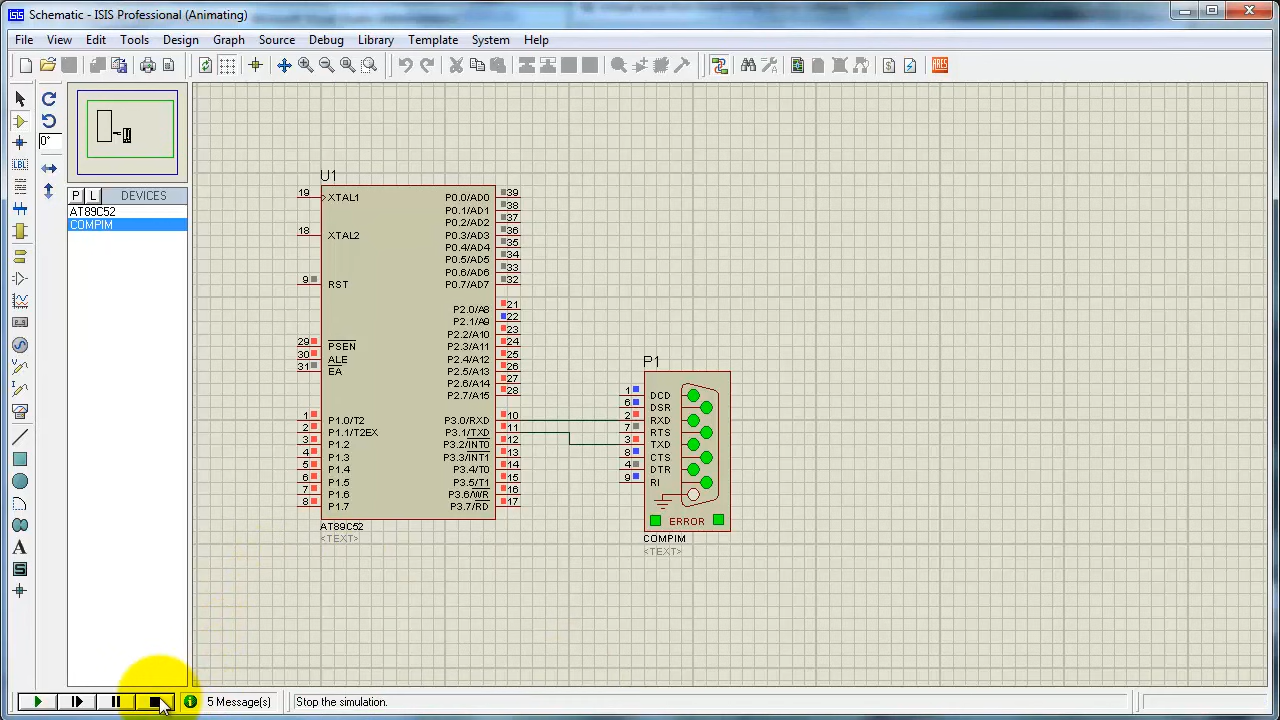 Schematic - ISIS Professional (Animating)
File View Edit Tools Design Graph Source Debug Library Template System Help
ARES
LBL
0°
P L DEVICES
AT89C52
COMPIM
A
S
U1
19 XTAL1
18 XTAL2
9 RST
29 PSEN
30 ALE
31 EA
1 P1.0/T2
2 P1.1/T2EX
3 P1.2
4 P1.3
5 P1.4
6 P1.5
7 P1.6
8 P1.7
P0.0/AD0 39
P0.1/AD1 38
P0.2/AD2 37
P0.3/AD3 36
P0.4/AD4 35
P0.5/AD5 34
P0.6/AD6 33
P0.7/AD7 32
P2.0/A8 21
P2.1/A9 22
P2.2/A10 23
P2.3/A11 24
P2.4/A12 25
P2.5/A13 26
P2.6/A14 27
P2.7/A15 28
P3.0/RXD 10
P3.1/TXD 11
P3.2/INT0 12
P3.3/INT1 13
P3.4/T0 14
P3.5/T1 15
P3.6/WR 16
P3.7/RD 17
AT89C52
<TEXT>
P1
1 DCD
6 DSR
2 RXD
7 RTS
3 TXD
8 CTS
4 DTR
9 RI
ERROR
COMPIM
<TEXT>
5 Message(s) Stop the simulation.